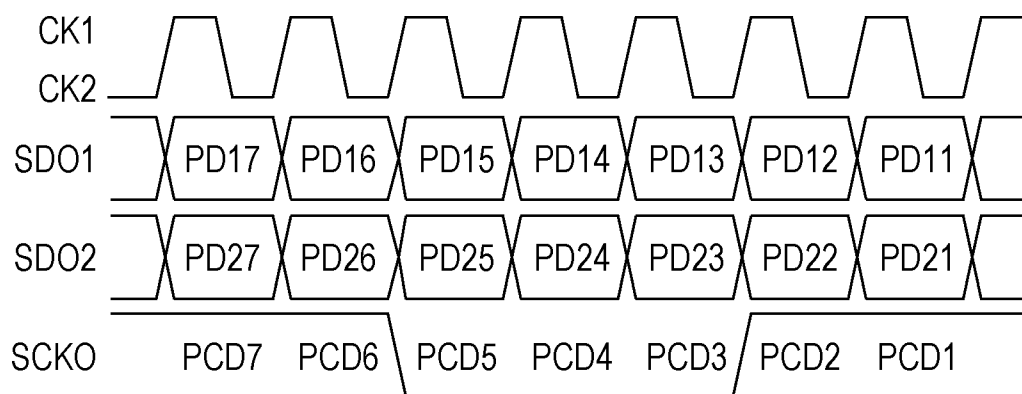 CK1
CK2
SDO1 PD17 PD16 PD15 PD14 PD13 PD12 PD11
SDO2 PD27 PD26 PD25 PD24 PD23 PD22 PD21
SCKO PCD7 PCD6 PCD5 PCD4 PCD3 PCD2 PCD1